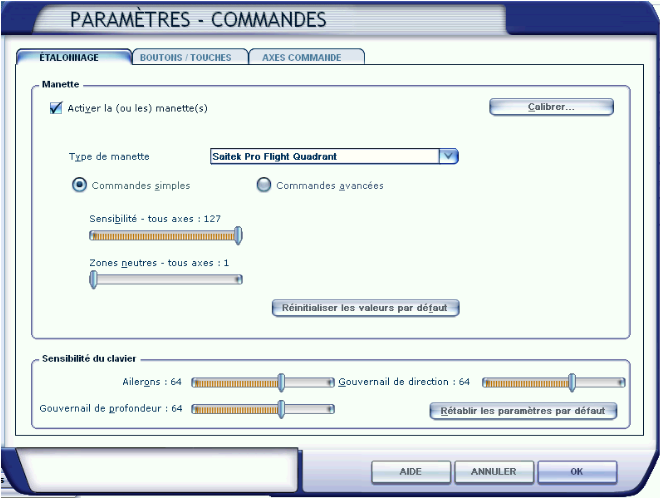 PARAMÈTRES - COMMANDES
ÉTALONNAGE
BOUTONS / TOUCHES
AXES COMMANDE
Manette
Activer la (ou les) manette(s)
Calibrer...
Type de manette
Saitek Pro Flight Quadrant
Commandes simples
Commandes avancées
Sensibilité - tous axes : 127
Zones neutres - tous axes : 1
Réinitialiser les valeurs par défaut
Sensibilité du clavier
Ailerons : 64
Gouvernail de direction : 64
Gouvernail de profondeur : 64
Rétablir les paramètres par défaut
AIDE
ANNULER
OK